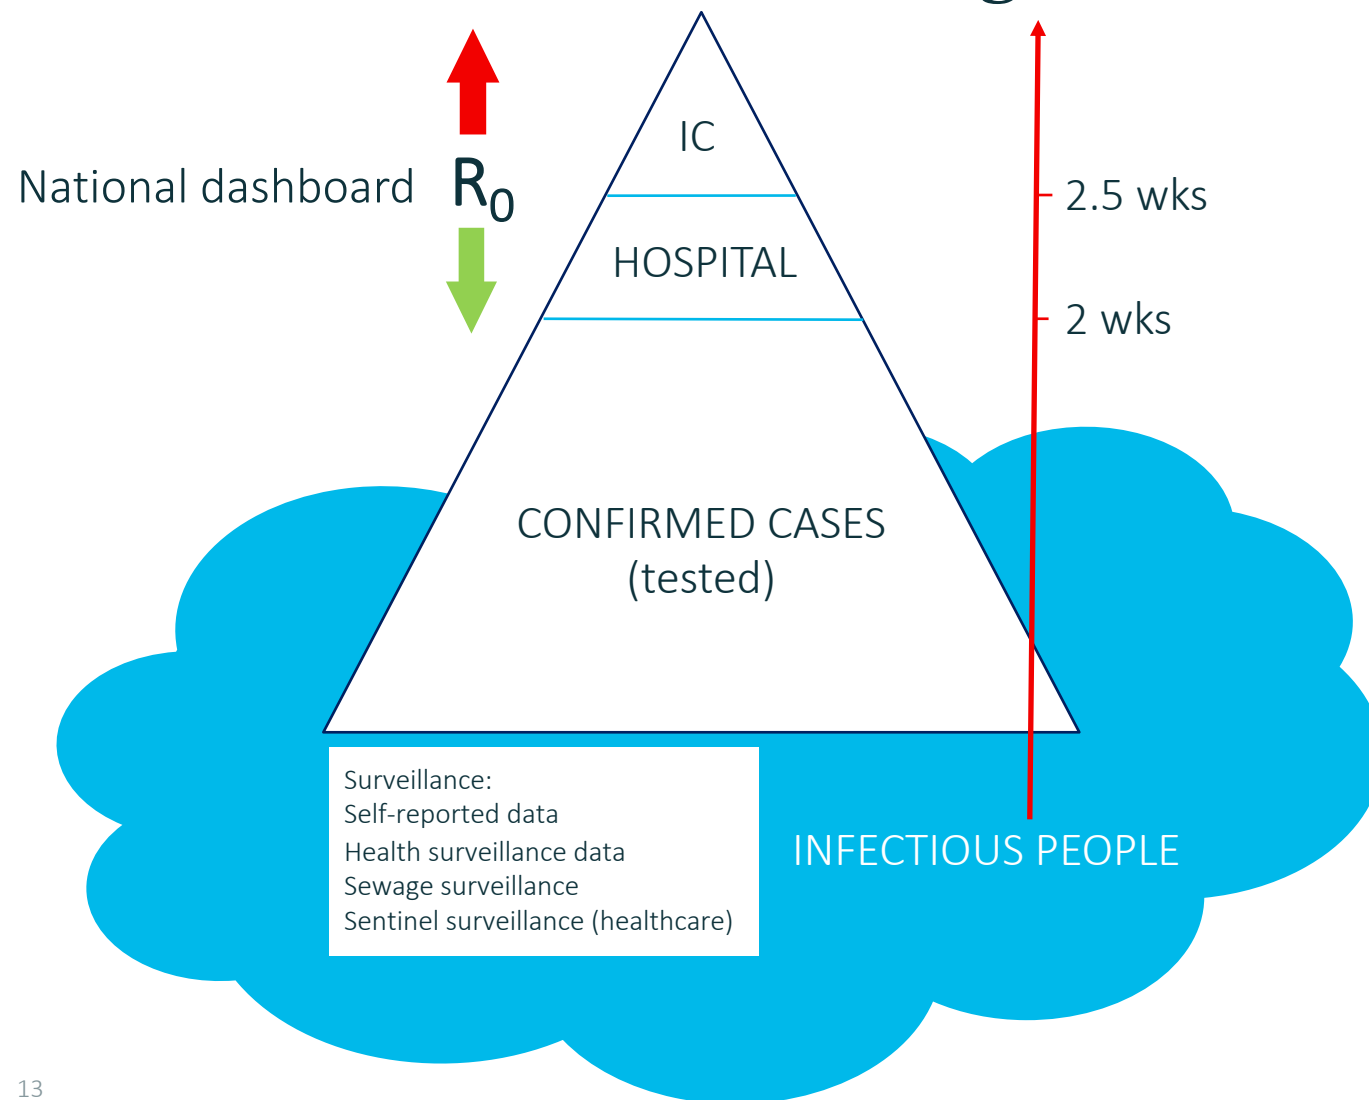 IC
National dashboard R₀
2.5 wks
HOSPITAL
2 wks
CONFIRMED CASES
(tested)
Surveillance:
Self-reported data
Health surveillance data
Sewage surveillance
Sentinel surveillance (healthcare)
INFECTIOUS PEOPLE
13